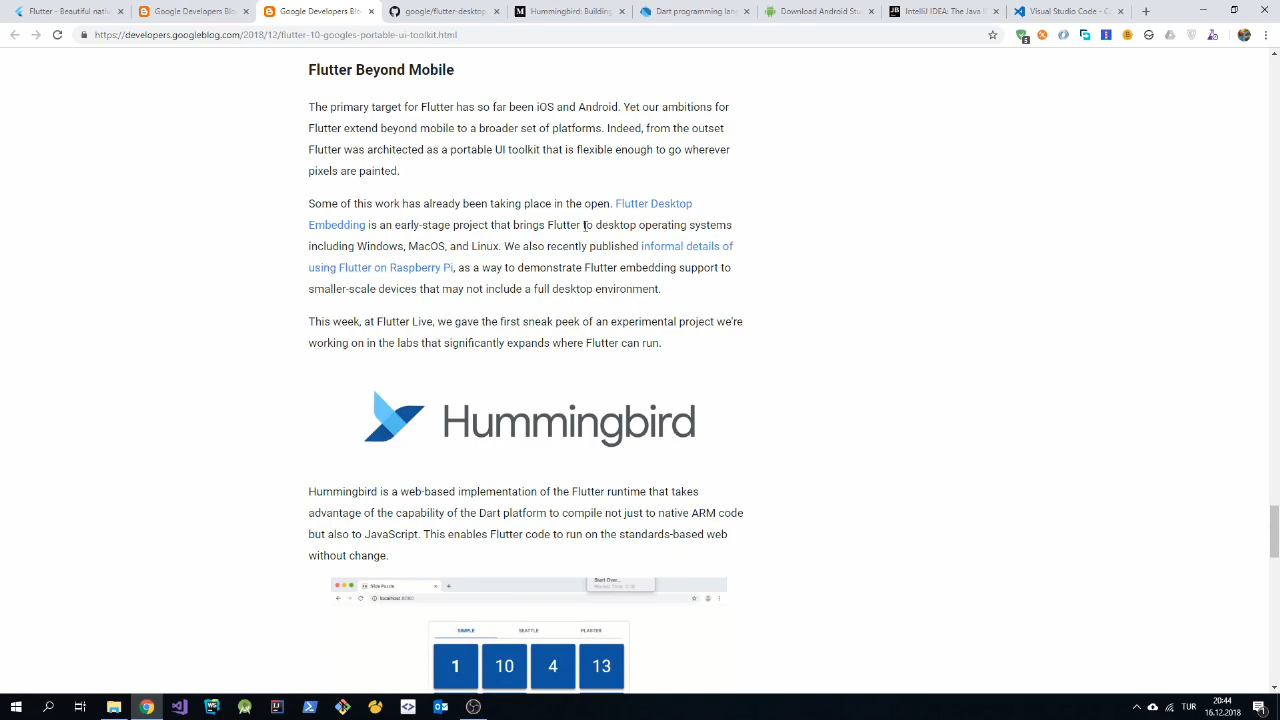 Flutter - Beautiful nativ
Google Developers Blo
Google Developers Blo
google/flutter-desktop
Hummingbird: Building
Dart programming lang
Download Android Stu
IntelliJ IDEA: The Java I
Visual Studio Code - C
https://developers.googleblog.com/2018/12/flutter-10-googles-portable-ui-toolkit.html
Flutter Beyond Mobile
The primary target for Flutter has so far been iOS and Android. Yet our ambitions for
Flutter extend beyond mobile to a broader set of platforms. Indeed, from the outset
Flutter was architected as a portable UI toolkit that is flexible enough to go wherever
pixels are painted.
Some of this work has already been taking place in the open. Flutter Desktop
Embedding is an early-stage project that brings Flutter to desktop operating systems
including Windows, MacOS, and Linux. We also recently published informal details of
using Flutter on Raspberry Pi, as a way to demonstrate Flutter embedding support to
smaller-scale devices that may not include a full desktop environment.
This week, at Flutter Live, we gave the first sneak peek of an experimental project we're
working on in the labs that significantly expands where Flutter can run.
Hummingbird
Hummingbird is a web-based implementation of the Flutter runtime that takes
advantage of the capability of the Dart platform to compile not just to native ARM code
but also to JavaScript. This enables Flutter code to run on the standards-based web
without change.
Slide Puzzle
Start Over...
localhost:8080
SIMPLE SEATTLE PLASTER
1 10 4 13
TUR
20:44
16.12.2018